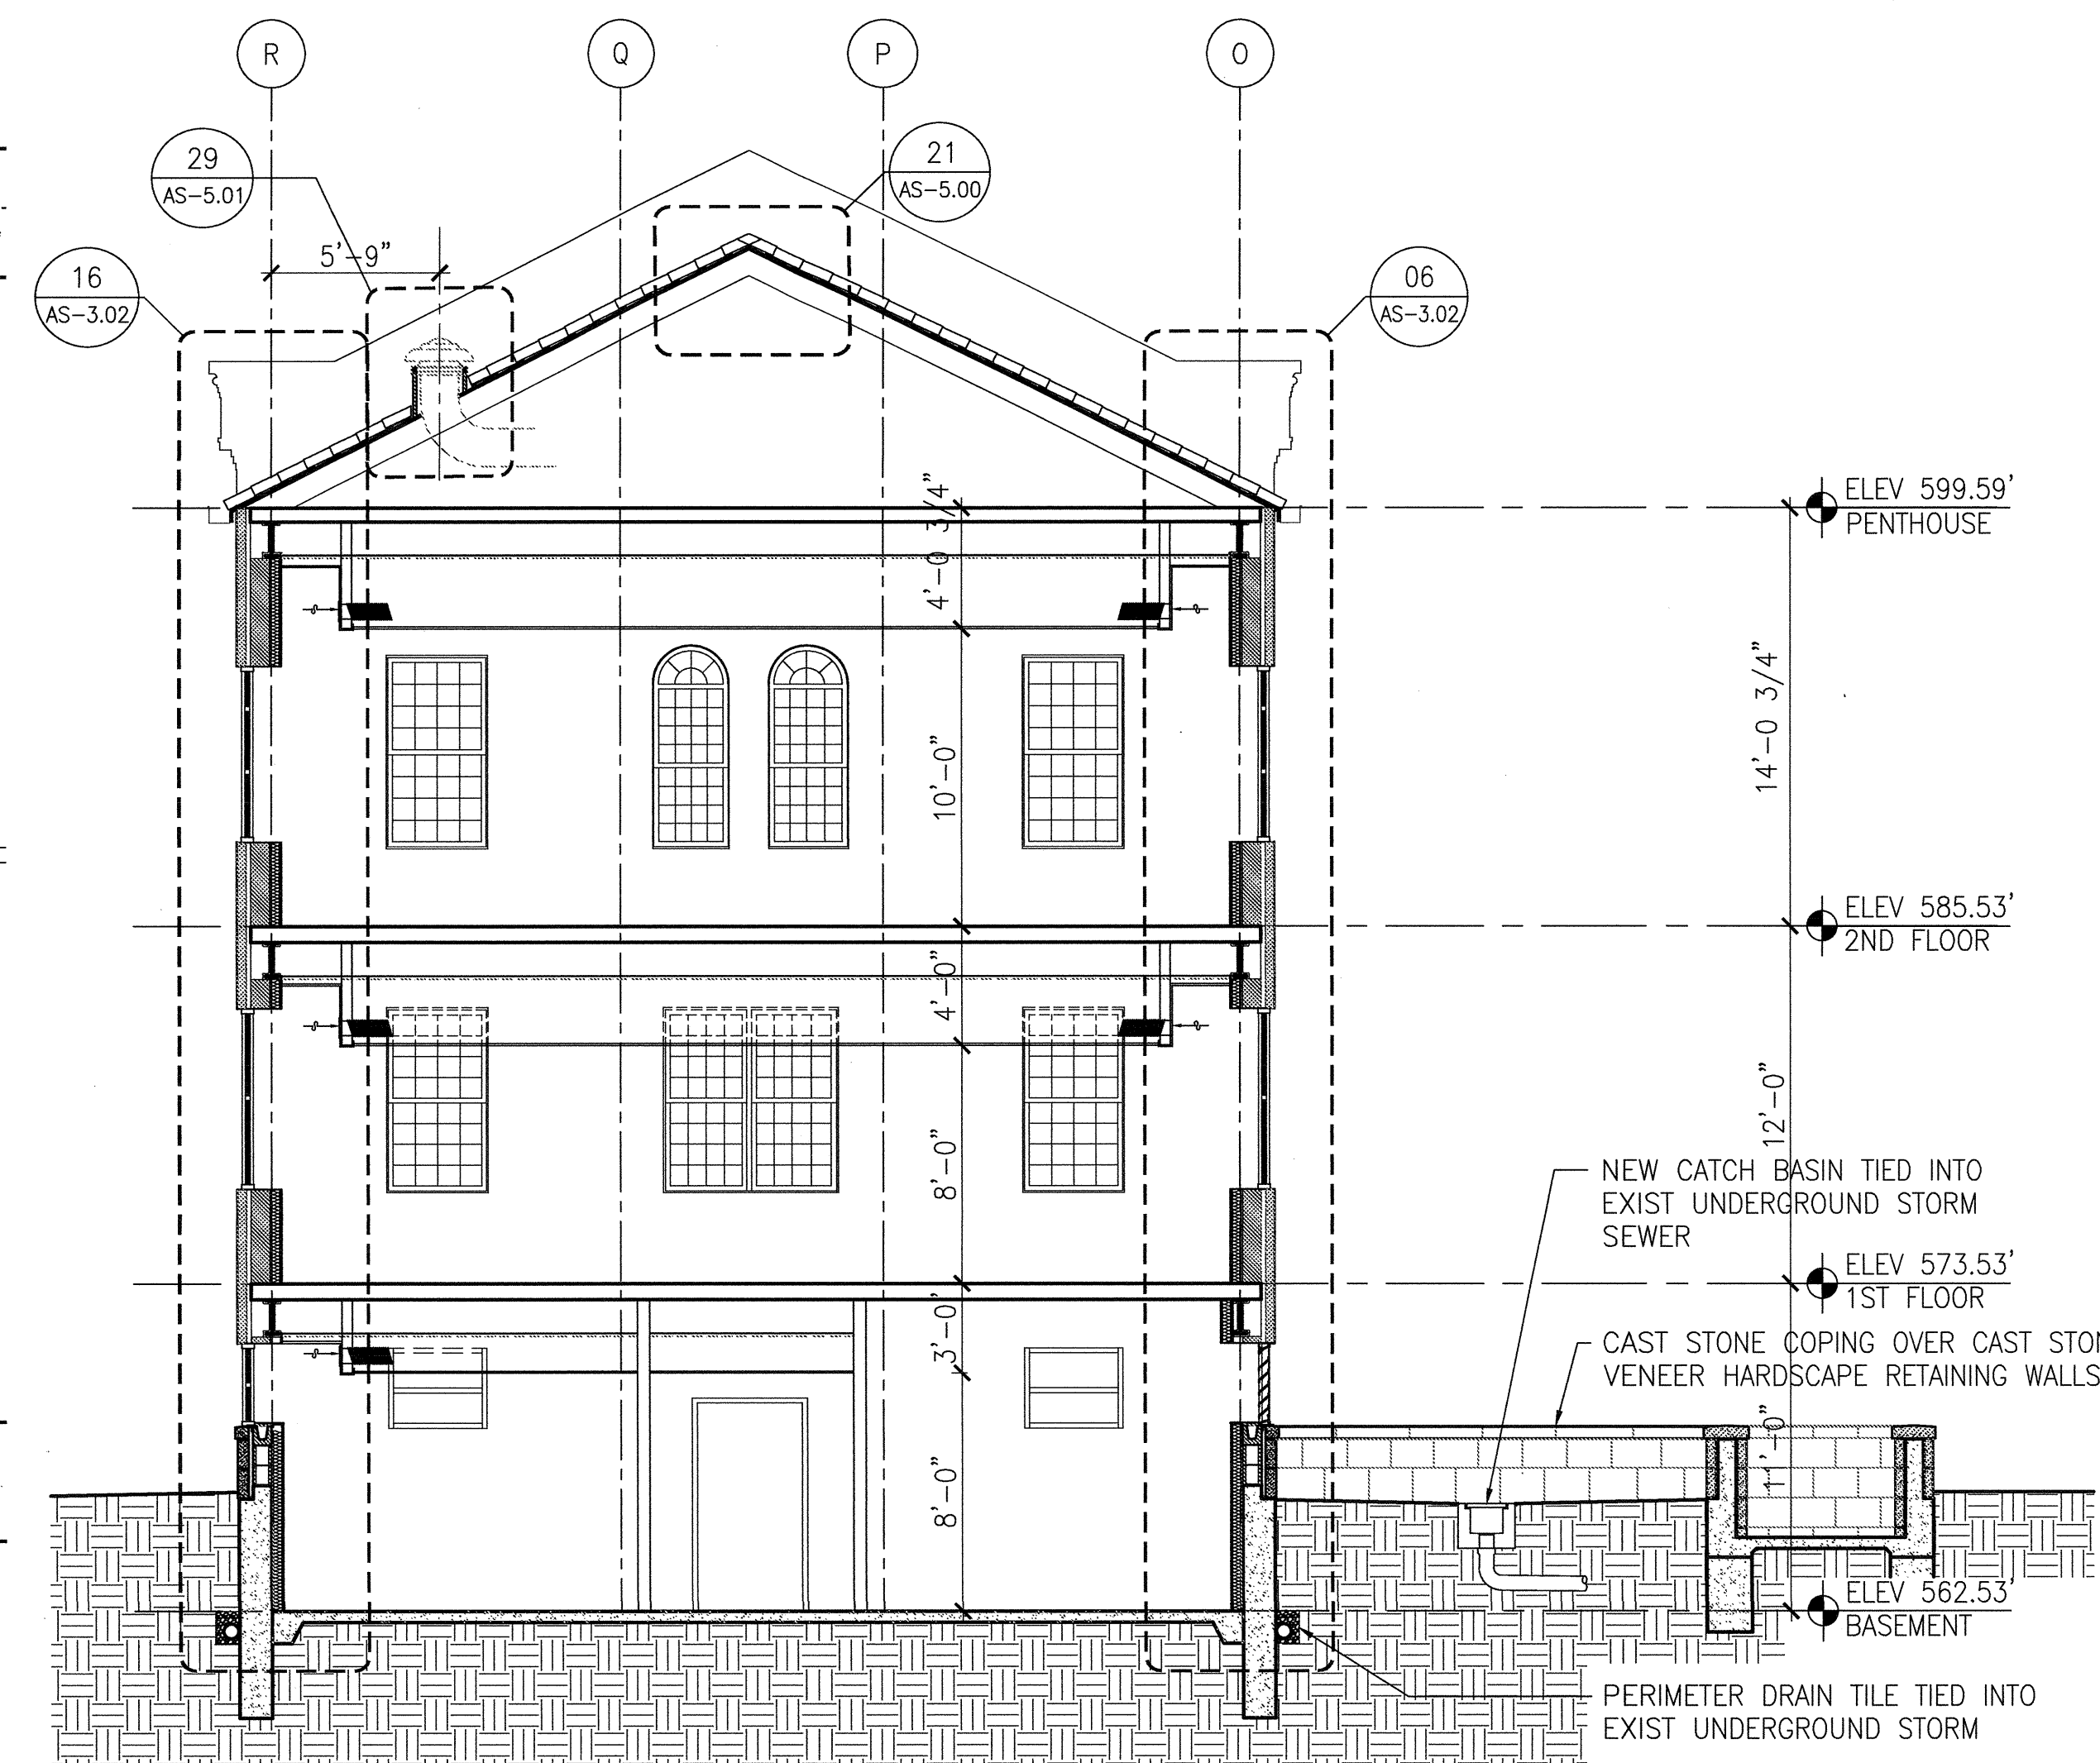 R
Q
P
O
29
AS-5.01
21
AS-5.00
16
AS-3.02
5'-9"
06
AS-3.02
4'-0 3/4"
ELEV 599.59'
PENTHOUSE
14'-0 3/4"
10'-0"
ELEV 585.53'
2ND FLOOR
4'-0"
12'-0"
8'-0"
NEW CATCH BASIN TIED INTO
EXIST UNDERGROUND STORM
SEWER
ELEV 573.53'
1ST FLOOR
3'-0"
CAST STONE COPING OVER CAST STON
VENEER HARDSCAPE RETAINING WALLS
11'-0"
8'-0"
ELEV 562.53'
BASEMENT
PERIMETER DRAIN TILE TIED INTO
EXIST UNDERGROUND STORM